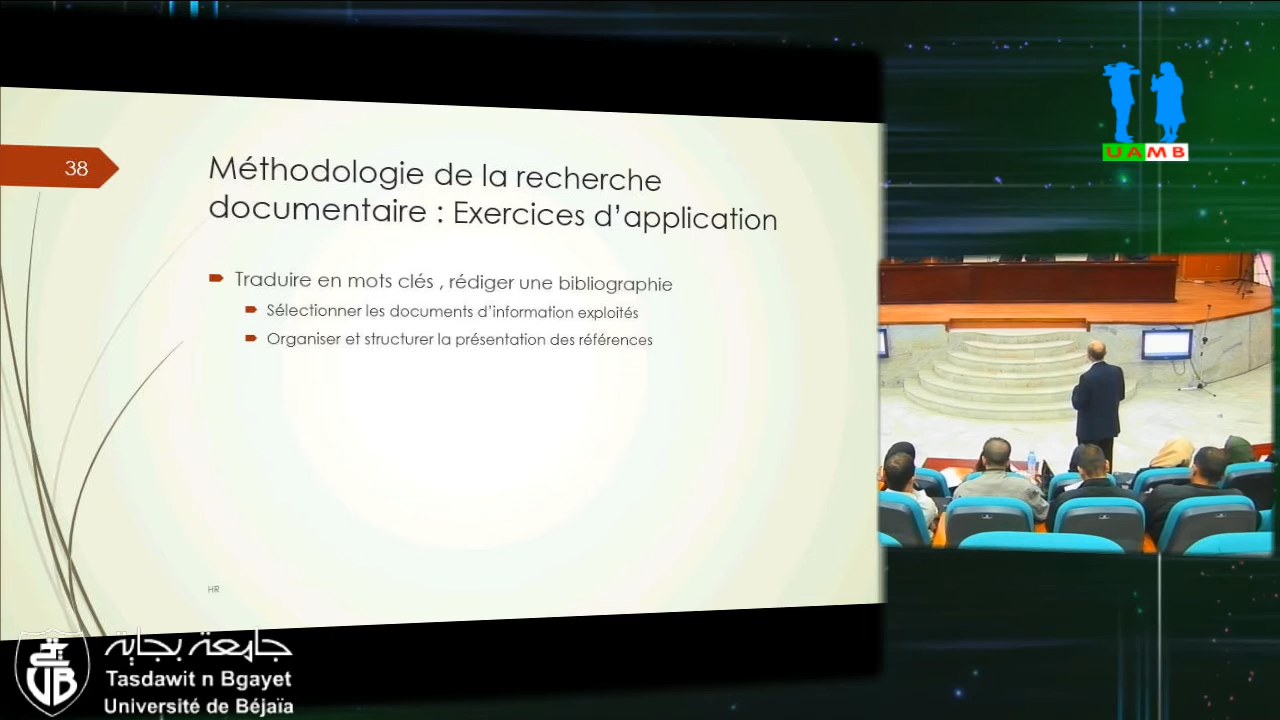 38
Méthodologie de la recherche
documentaire : Exercices d’application
Traduire en mots clés , rédiger une bibliographie
Sélectionner les documents d’information exploités
Organiser et structurer la présentation des références
HR
UAMB
UB
جامعة بجاية
Tasdawit n Bgayet
Université de Béjaïa